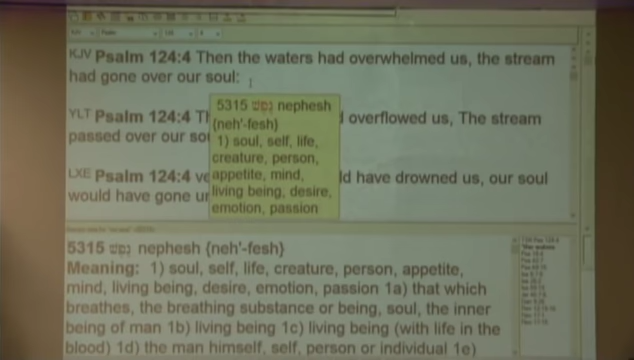 KJV Psalm 124:4 Then the waters had overwhelmed us, the stream
had gone over our soul:
YLT Psalm 124:4 overflowed us, The stream
passed over our
LXE Psalm 124:4 have drowned us, our soul
would have gone
5315 נפש nephesh
{neh'-fesh}
1) soul, self, life,
creature, person,
appetite, mind,
living being, desire,
emotion, passion
5315 נפש nephesh {neh'-fesh}
Meaning: 1) soul, self, life, creature, person, appetite,
mind, living being, desire, emotion, passion 1a) that which
breathes, the breathing substance or being, soul, the inner
being of man 1b) living being 1c) living being (with life in the
blood) 1d) the man himself, self, person or individual 1e)